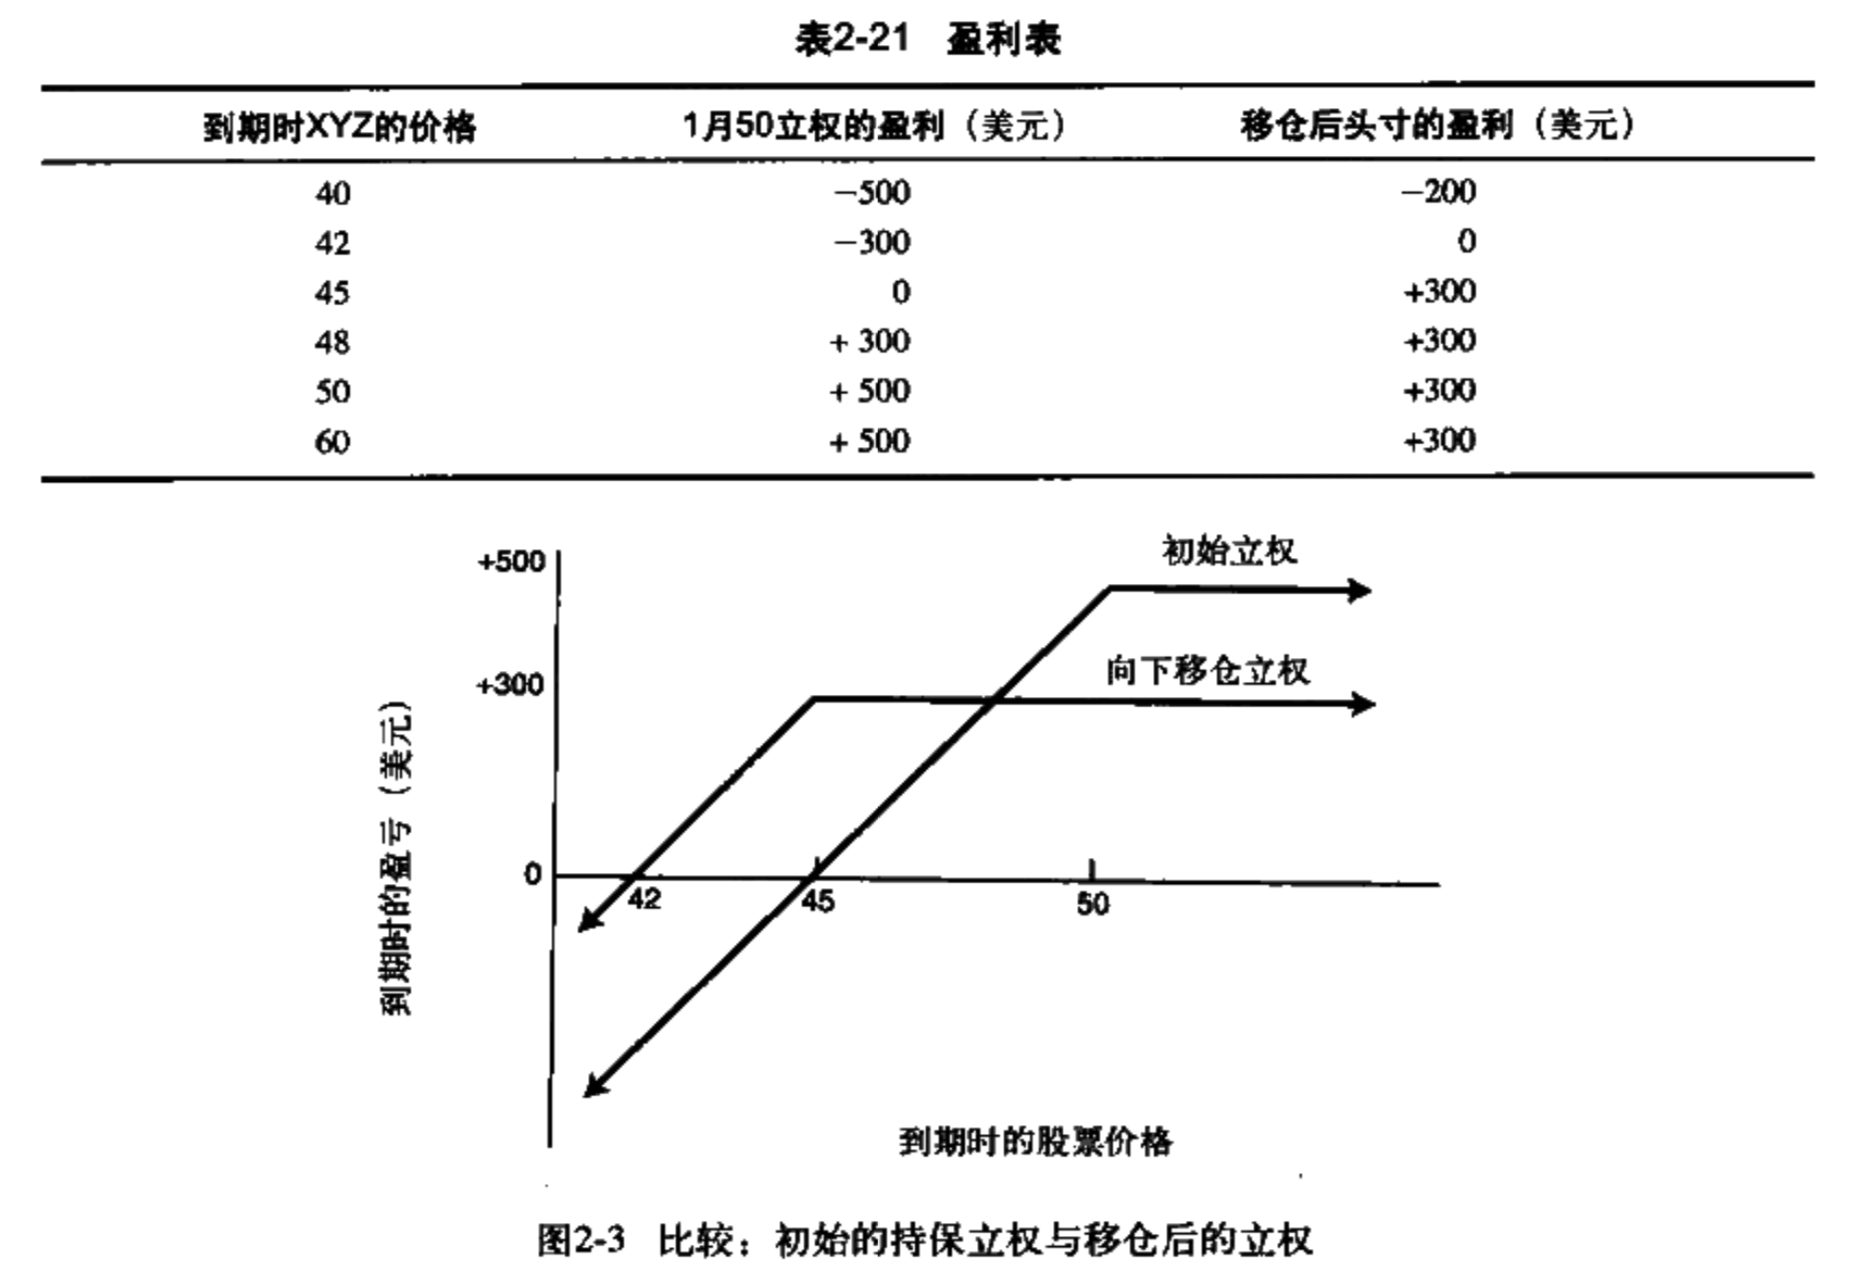 表2-21 盈利表
到期时XYZ的价格 1月50立权的盈利（美元） 移仓后头寸的盈利（美元）
40 −500 −200
42 −300 0
45 0 +300
48 + 300 +300
50 + 500 +300
60 + 500 +300
+500
初始立权
+300
向下移仓立权
到期时的盈亏（美元）
0
42
45
50
到期时的股票价格
图2-3 比较：初始的持保立权与移仓后的立权